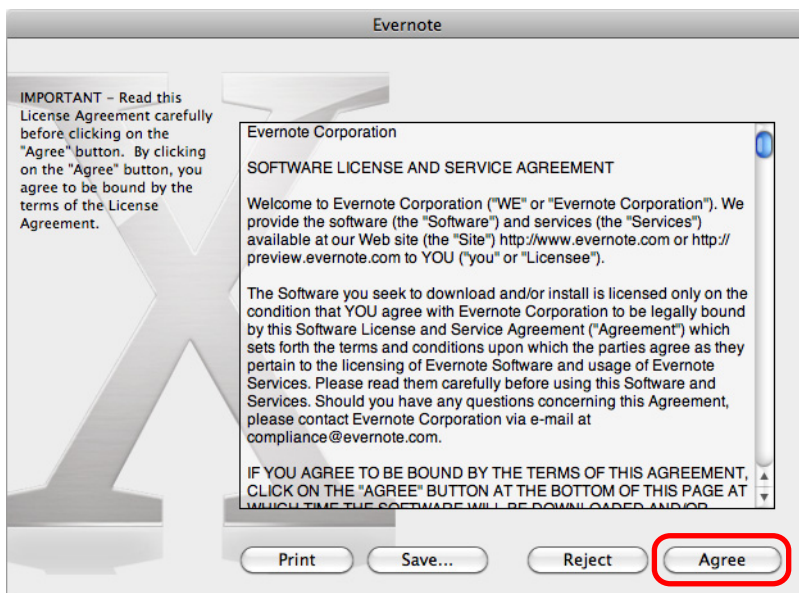 Evernote
IMPORTANT – Read this
License Agreement carefully
before clicking on the
"Agree" button.  By clicking
on the "Agree" button, you
agree to be bound by the
terms of the License
Agreement.
Evernote Corporation
SOFTWARE LICENSE AND SERVICE AGREEMENT
Welcome to Evernote Corporation ("WE" or "Evernote Corporation"). We
provide the software (the "Software") and services (the "Services")
available at our Web site (the "Site") http://www.evernote.com or http://
preview.evernote.com to YOU ("you" or "Licensee").
The Software you seek to download and/or install is licensed only on the
condition that YOU agree with Evernote Corporation to be legally bound
by this Software License and Service Agreement ("Agreement") which
sets forth the terms and conditions upon which the parties agree as they
pertain to the licensing of Evernote Software and usage of Evernote
Services. Please read them carefully before using this Software and
Services. Should you have any questions concerning this Agreement,
please contact Evernote Corporation via e-mail at
compliance@evernote.com.
IF YOU AGREE TO BE BOUND BY THE TERMS OF THIS AGREEMENT,
CLICK ON THE "AGREE" BUTTON AT THE BOTTOM OF THIS PAGE AT
WHICH TIME THE SOFTWARE WILL BE DOWNLOADED AND/OR
Print
Save...
Reject
Agree